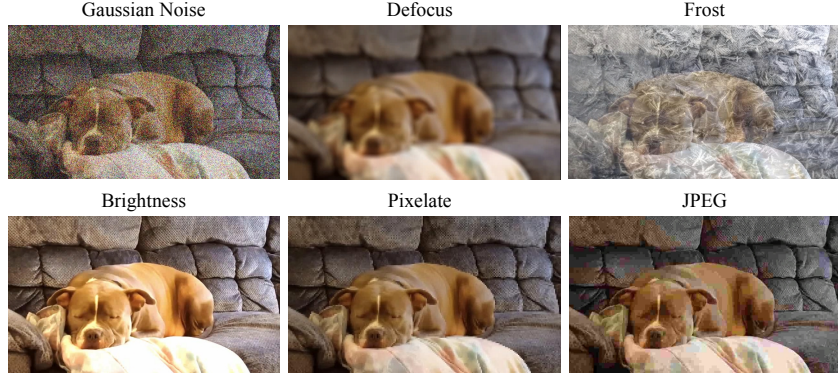 Gaussian Noise
Defocus
Frost
Brightness
Pixelate
JPEG